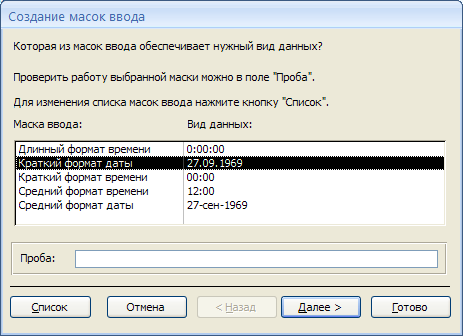 Создание масок ввода
Которая из масок ввода обеспечивает нужный вид данных?
Проверить работу выбранной маски можно в поле "Проба".
Для изменения списка масок ввода нажмите кнопку "Список".
Маска ввода: Вид данных:
Длинный формат времени 0:00:00
Краткий формат даты 27.09.1969
Краткий формат времени 00:00
Средний формат времени 12:00
Средний формат даты 27-сен-1969
Проба:
Список Отмена < Назад Далее > Готово